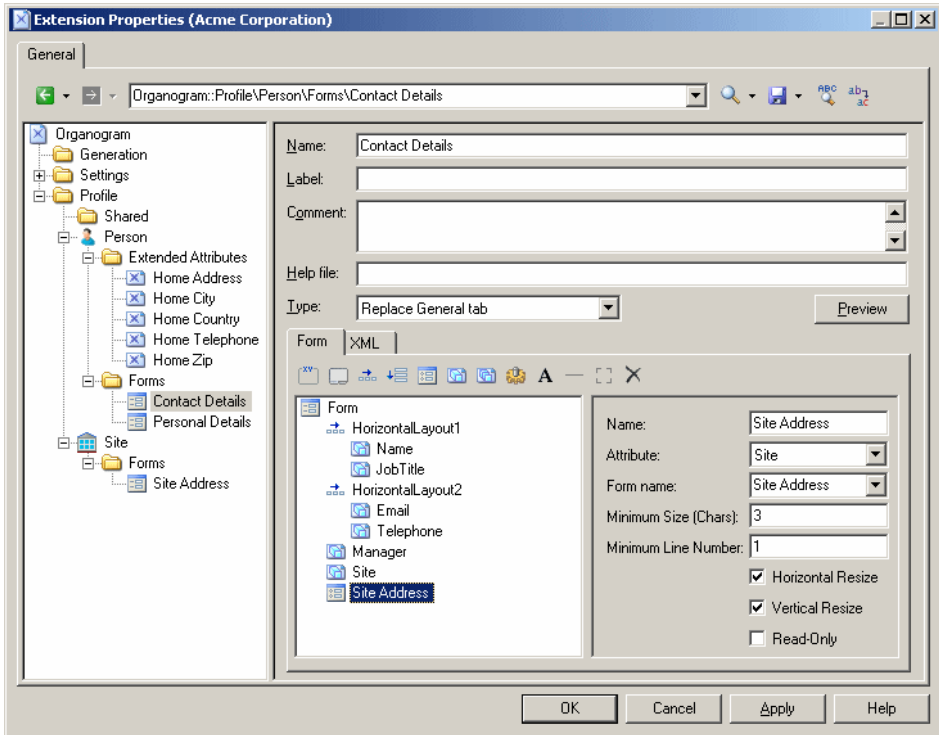 Extension Properties (Acme Corporation)
General
Organogram::Profile\Person\Forms\Contact Details
ABC
ab
ac
Organogram
Generation
Settings
Profile
Shared
Person
Extended Attributes
Home Address
Home City
Home Country
Home Telephone
Home Zip
Forms
Contact Details
Personal Details
Site
Forms
Site Address
Name: Contact Details
Label:
Comment:
Help file:
Type: Replace General tab
Preview
Form XML
A
Form
HorizontalLayout1
Name
JobTitle
HorizontalLayout2
Email
Telephone
Manager
Site
Site Address
Name: Site Address
Attribute: Site
Form name: Site Address
Minimum Size (Chars): 3
Minimum Line Number: 1
Horizontal Resize
Vertical Resize
Read-Only
OK Cancel Apply Help